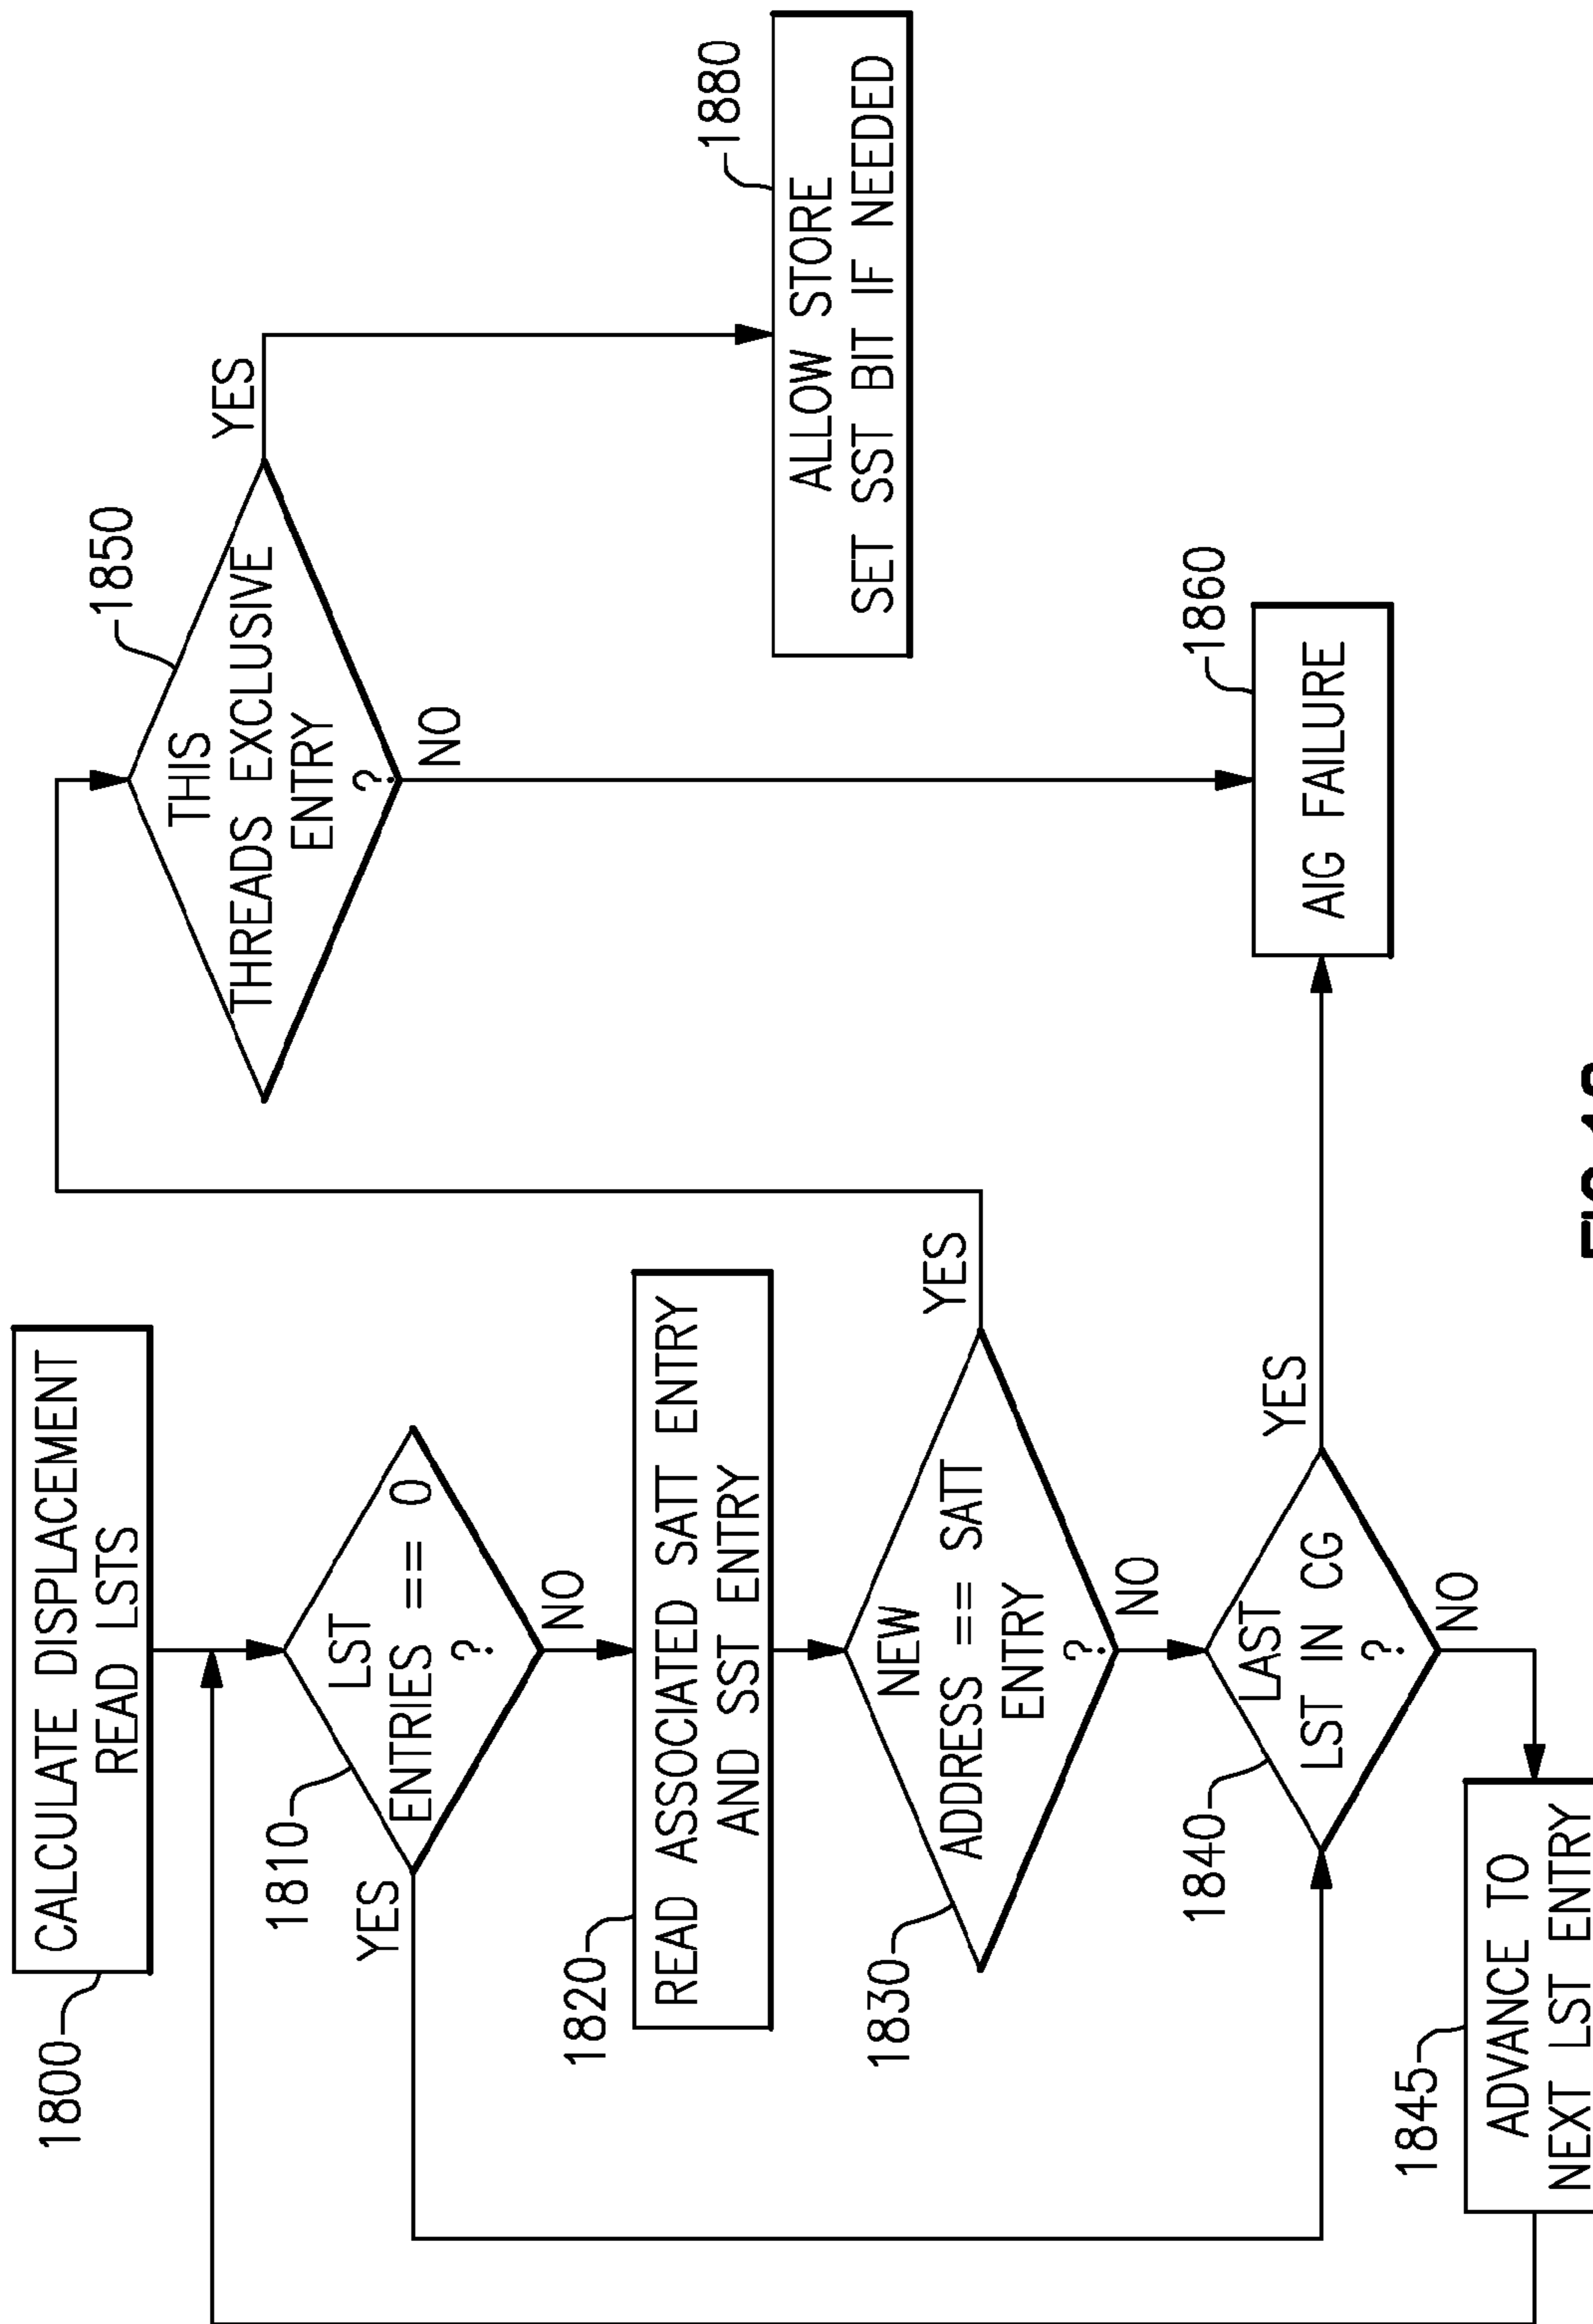 1800
CALCULATE DISPLACEMENT
READ LSTS
1810
LST
ENTRIES == 0
?
YES
NO
1820
READ ASSOCIATED SATT ENTRY
AND SST ENTRY
1830
NEW
ADDRESS == SATT
ENTRY
?
YES
NO
1840
LAST
LST IN CG
?
YES
NO
1845
ADVANCE TO
NEXT LST ENTRY
1850
THIS
THREADS EXCLUSIVE
ENTRY
?
YES
NO
1880
ALLOW STORE
SET SST BIT IF NEEDED
1860
AIG FAILURE